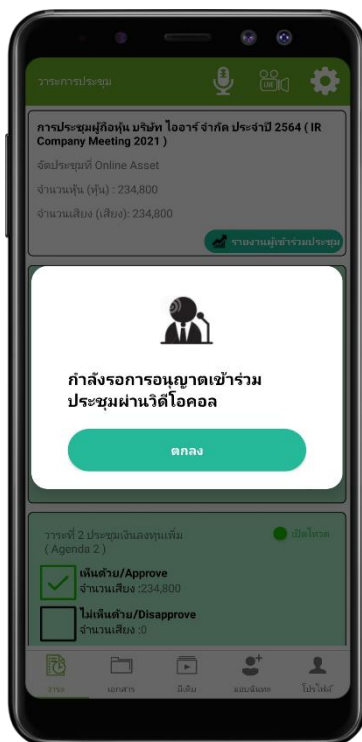 วาระการประชุม
การประชุมผู้ถือหุ้น บริษัท ไออาร์ จำกัด ประจำปี 2564 ( IR
Company Meeting 2021 )
จัดประชุมที่ Online Asset
จำนวนหุ้น (หุ้น) : 234,800
จำนวนเสียง (เสียง): 234,800
รายงานผู้เข้าร่วมประชุม
กำลังรอการอนุญาตเข้าร่วม
ประชุมผ่านวิดีโอคอล
ตกลง
วาระที่ 2 ประชุมเงินลงทุนเพิ่ม
( Agenda 2 )
เปิดโหวต
เห็นด้วย/Approve
จำนวนเสียง :234,800
ไม่เห็นด้วย/Disapprove
จำนวนเสียง :0
วาระ
เอกสาร
มีเดีย
มอบฉันทะ
โปรไฟล์